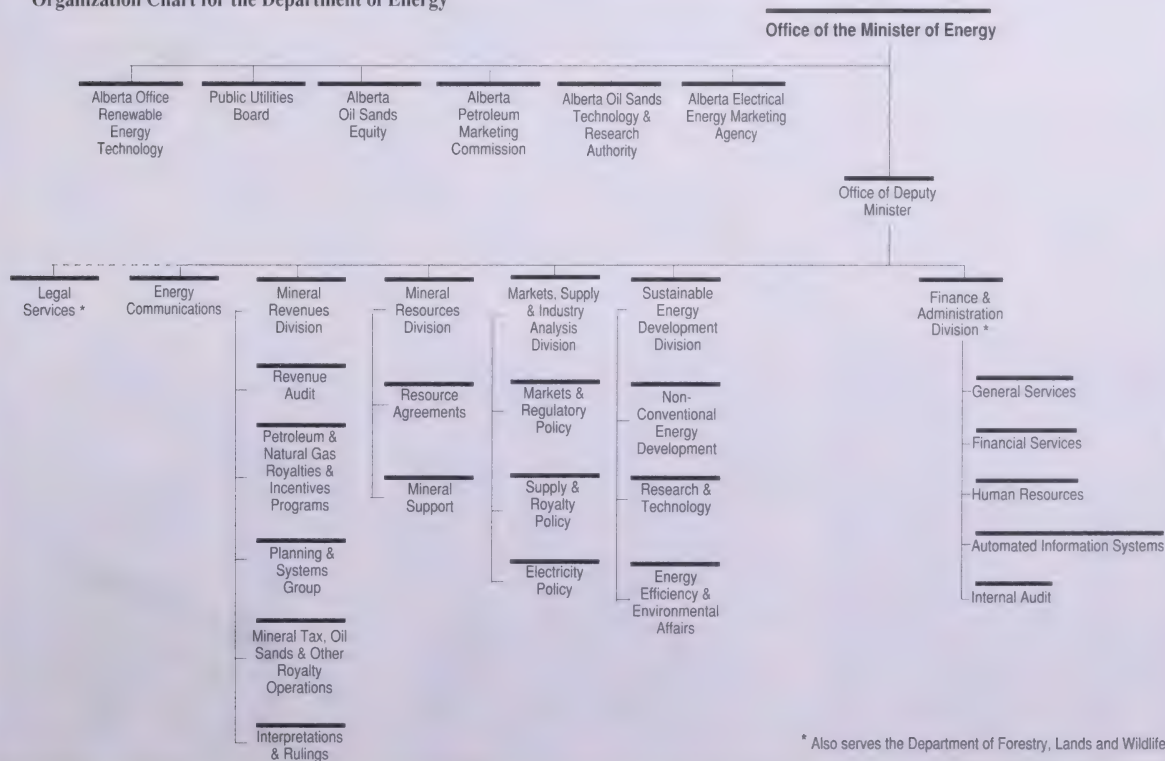 Organization Chart for the Department of Energy
Office of the Minister of Energy
Alberta Office
Renewable
Energy
Technology
Public Utilities
Board
Alberta
Oil Sands
Equity
Alberta
Petroleum
Marketing
Commission
Alberta Oil Sands
Technology &
Research
Authority
Alberta Electrical
Energy Marketing
Agency
Office of Deputy
Minister
Legal
Services *
Energy
Communications
Mineral
Revenues
Division
Revenue
Audit
Petroleum &
Natural Gas
Royalties &
Incentives
Programs
Planning &
Systems
Group
Mineral Tax, Oil
Sands & Other
Royalty
Operations
Interpretations
& Rulings
Mineral
Resources
Division
Resource
Agreements
Mineral
Support
Markets, Supply
& Industry
Analysis
Division
Markets &
Regulatory
Policy
Supply &
Royalty
Policy
Electricity
Policy
Sustainable
Energy
Development
Division
Non-
Conventional
Energy
Development
Research &
Technology
Energy
Efficiency &
Environmental
Affairs
Finance &
Administration
Division *
General Services
Financial Services
Human Resources
Automated Information Systems
Internal Audit
* Also serves the Department of Forestry, Lands and Wildlife